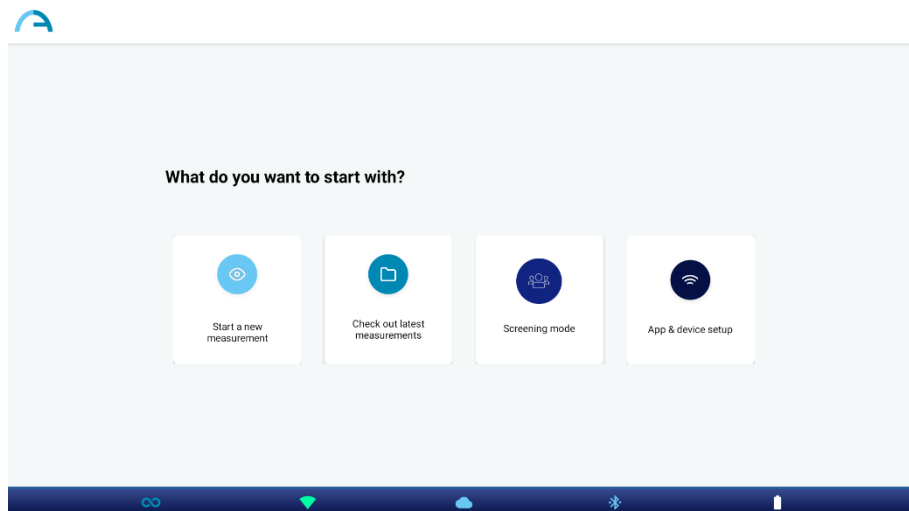 What do you want to start with?
Start a new
measurement
Check out latest
measurements
Screening mode
App & device setup